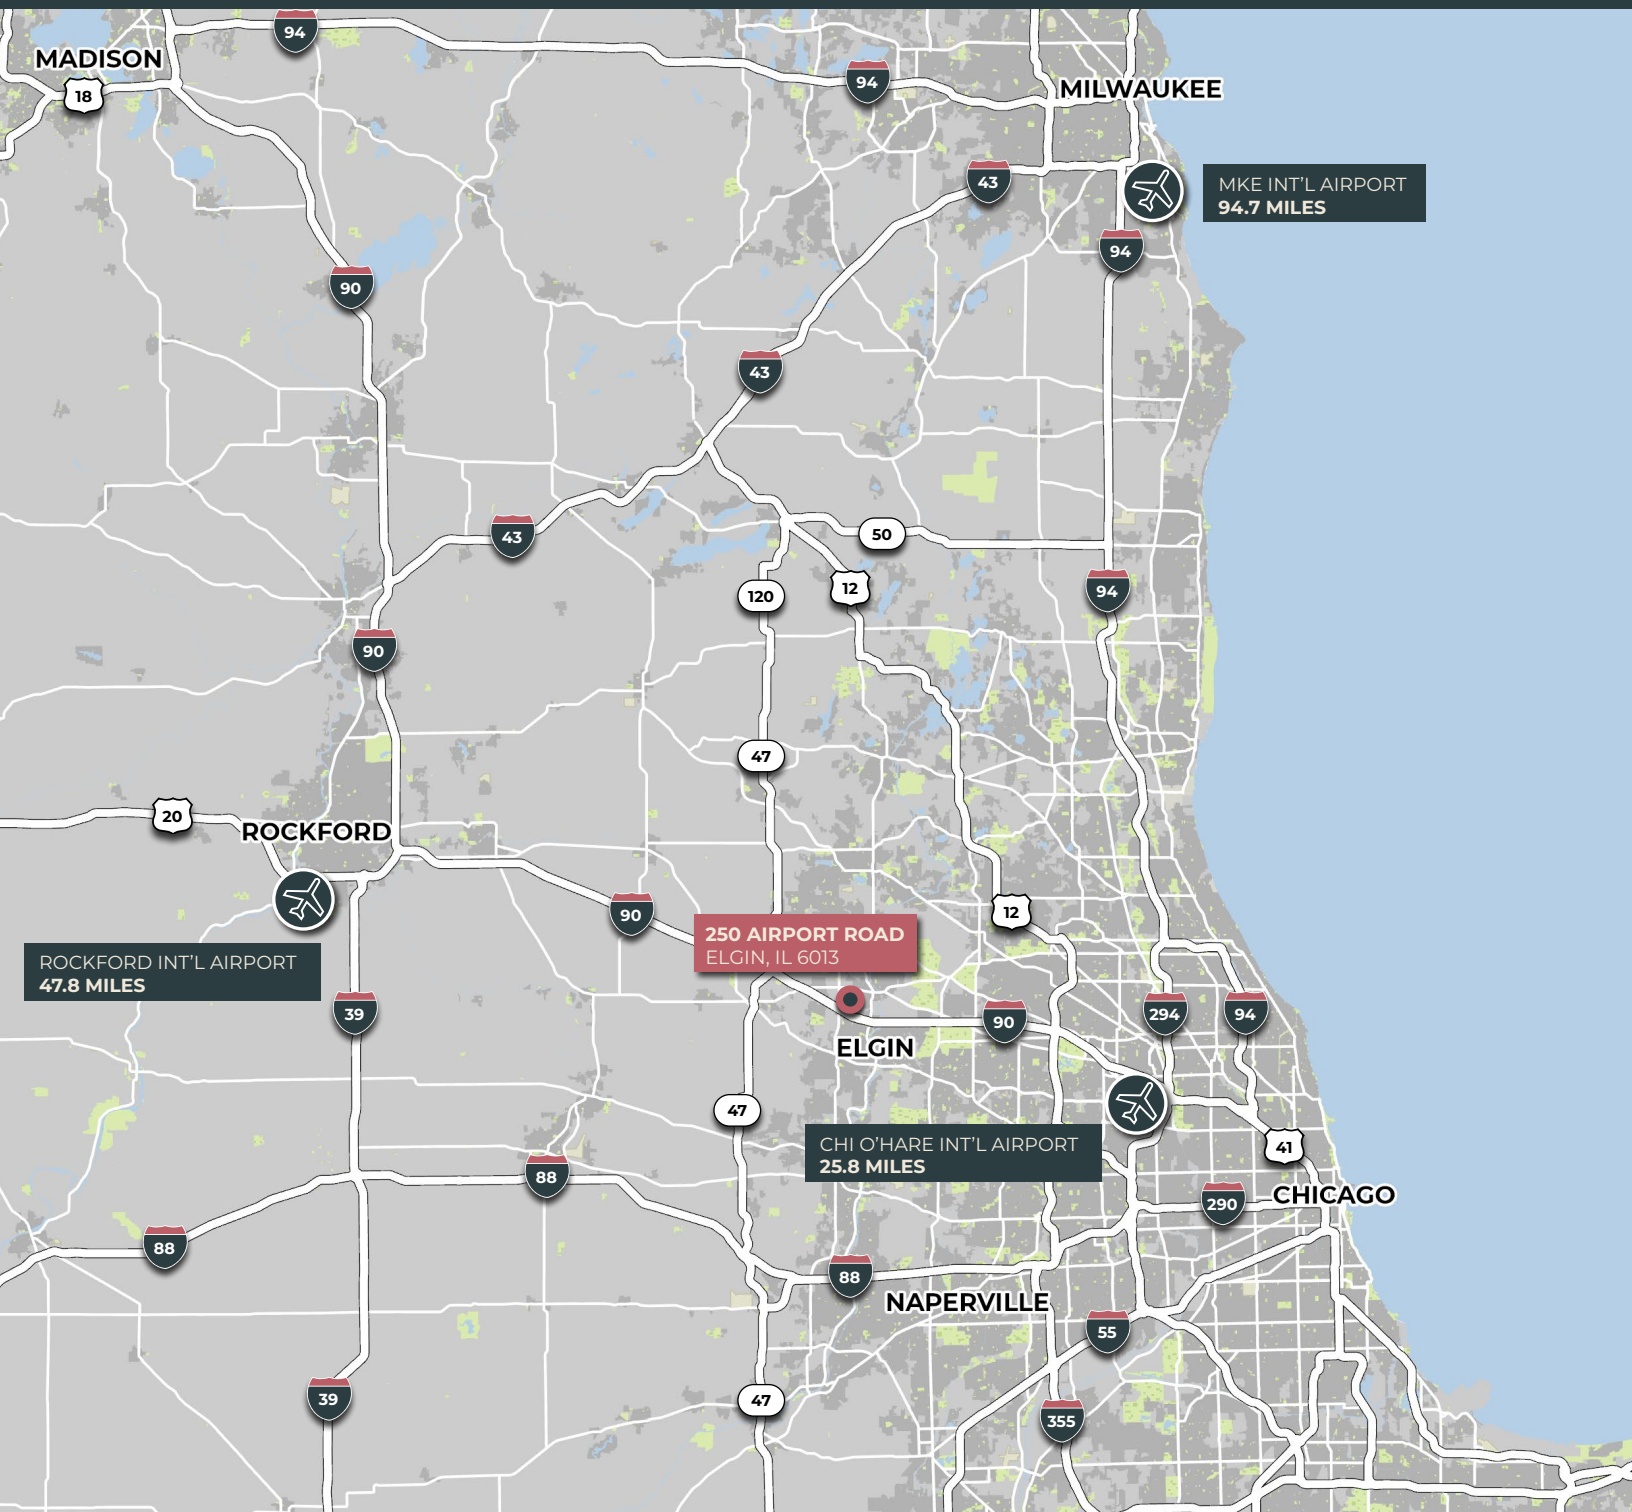 94
MADISON
18
94
MILWAUKEE
43
MKE INT'L AIRPORT
94.7 MILES
94
90
43
43
50
120
12
94
90
47
20
ROCKFORD
90
12
250 AIRPORT ROAD
ELGIN, IL 6013
ROCKFORD INT'L AIRPORT
47.8 MILES
39
90
294
94
ELGIN
47
CHI O'HARE INT'L AIRPORT
25.8 MILES
41
88
290
CHICAGO
88
88
NAPERVILLE
55
39
47
355